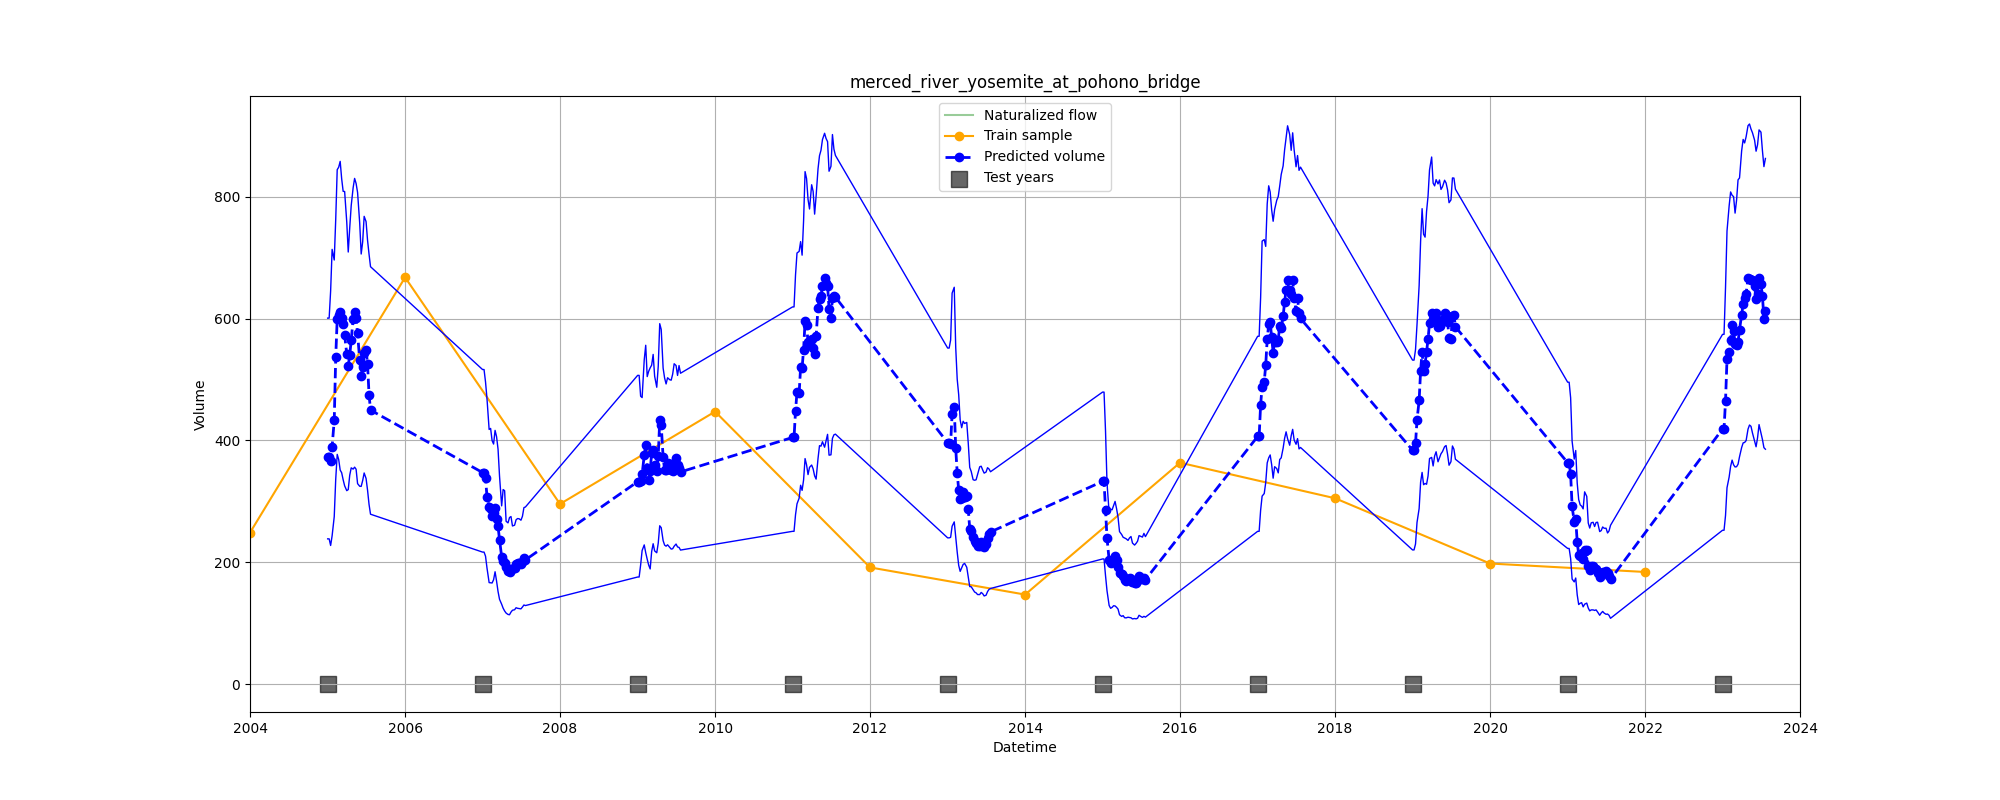 merced_river_yosemite_at_pohono_bridge
Naturalized flow
Train sample
Predicted volume
Test years
Volume
800
600
400
200
0
2004 2006 2008 2010 2012 2014 2016 2018 2020 2022 2024
Datetime